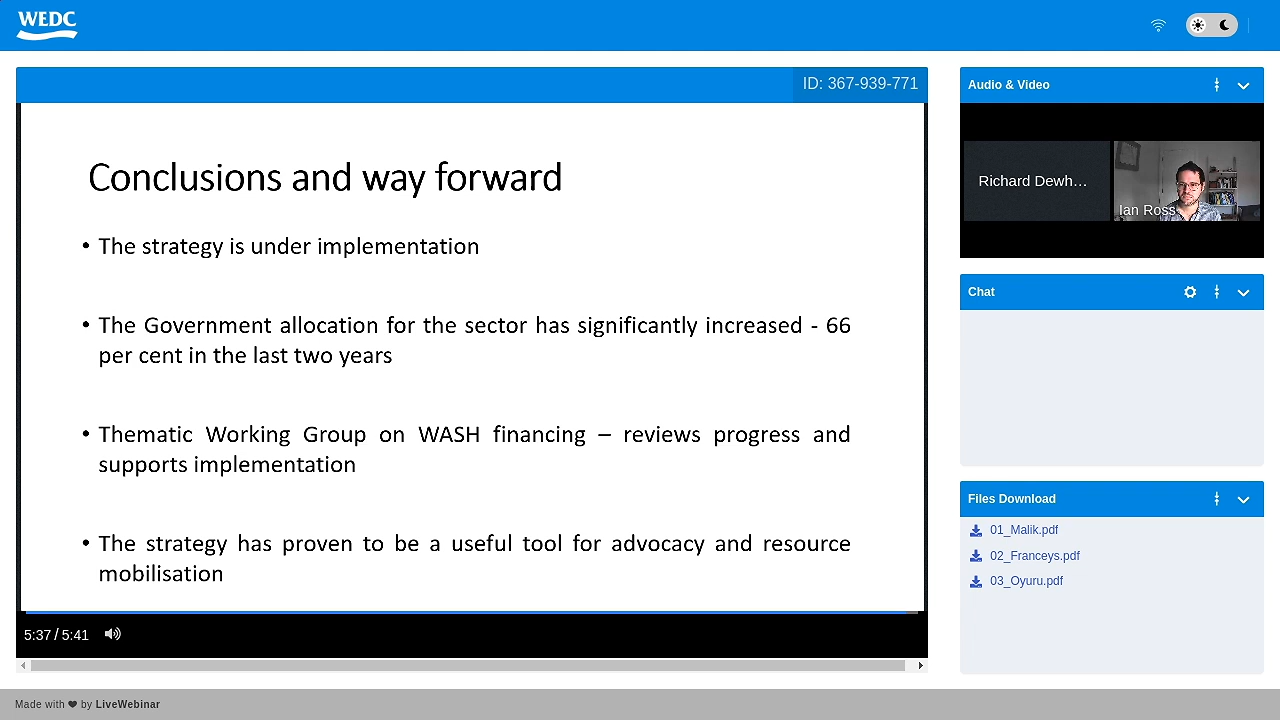 WEDC
ID: 367-939-771
Conclusions and way forward
• The strategy is under implementation
• The Government allocation for the sector has significantly increased - 66
per cent in the last two years
• Thematic Working Group on WASH financing – reviews progress and
supports implementation
• The strategy has proven to be a useful tool for advocacy and resource
mobilisation
5:37 / 5:41
Audio & Video
Richard Dewh...
Ian Ross
Chat
Files Download
01_Malik.pdf
02_Franceys.pdf
03_Oyuru.pdf
Made with ❤ by LiveWebinar